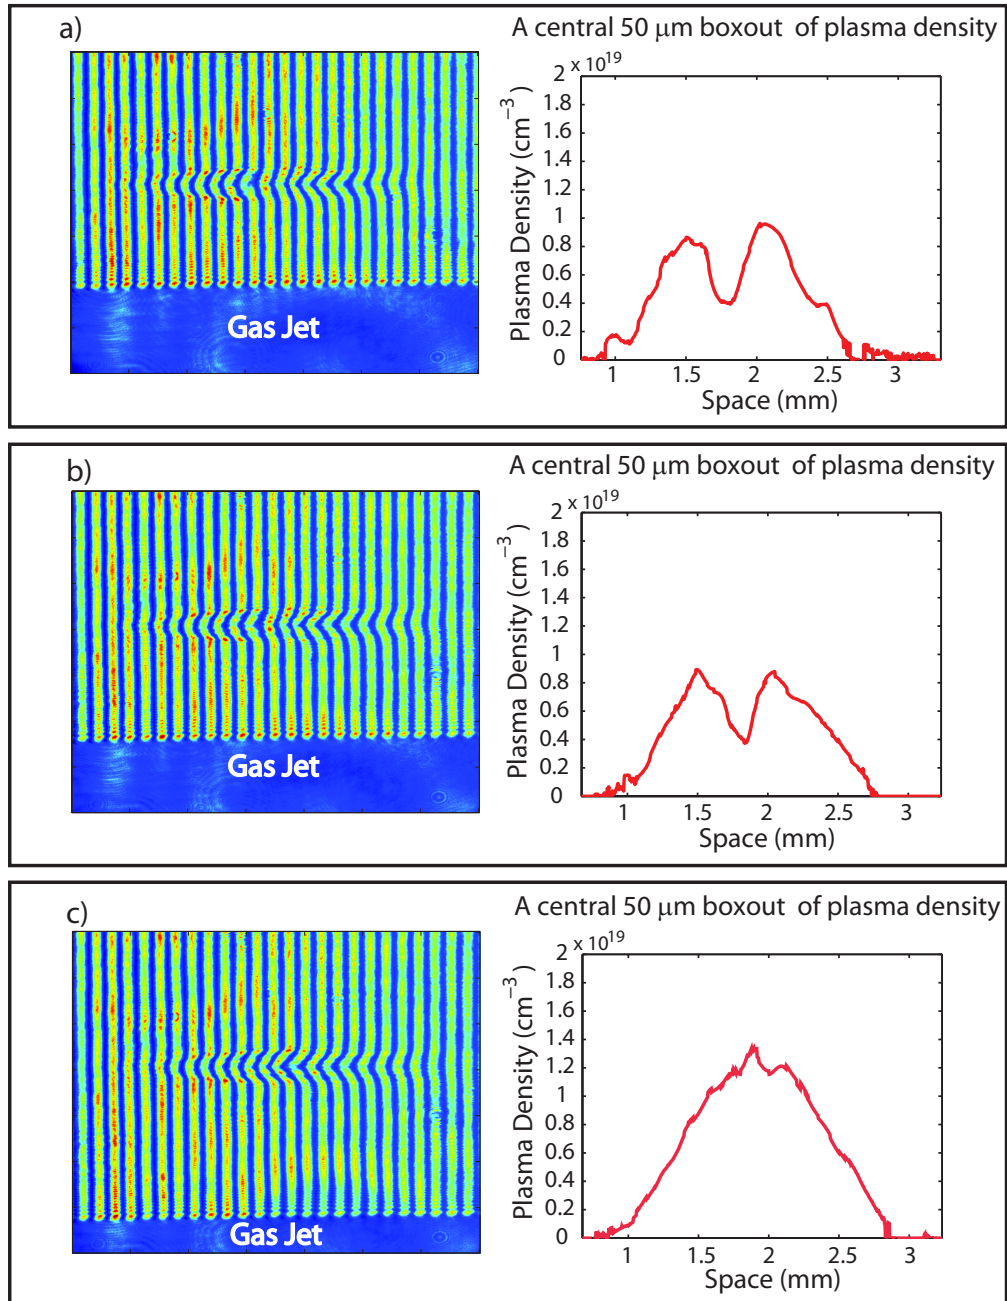 a)
A central 50 μm boxout of plasma density
2 x 10^19
1.8
1.6
1.4
1.2
1
0.8
0.6
0.4
0.2
0
Plasma Density (cm⁻³)
1 1.5 2 2.5 3
Space (mm)
Gas Jet
b)
A central 50 μm boxout of plasma density
2 x 10^19
1.8
1.6
1.4
1.2
1
0.8
0.6
0.4
0.2
0
Plasma Density (cm⁻³)
1 1.5 2 2.5 3
Space (mm)
Gas Jet
c)
A central 50 μm boxout of plasma density
2 x 10^19
1.8
1.6
1.4
1.2
1
0.8
0.6
0.4
0.2
0
Plasma Density (cm⁻³)
1 1.5 2 2.5 3
Space (mm)
Gas Jet